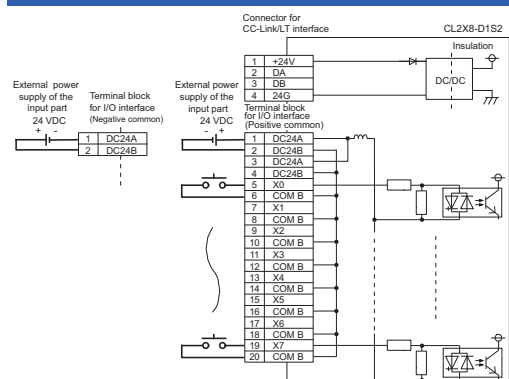 Connector for
CC-Link/LT interface
CL2X8-D1S2
Insulation
1 +24V
2 DA
3 DB
4 24G
DC/DC
External power
supply of the
input part
24 VDC
+ -
Terminal block
for I/O interface
(Negative common)
1 DC24A
2 DC24B
External power
supply of the
input part
24 VDC
- +
Terminal block
for I/O interface
(Positive common)
1 DC24A
2 DC24B
3 DC24A
4 DC24B
5 X0
6 COM B
7 X1
8 COM B
9 X2
10 COM B
11 X3
12 COM B
13 X4
14 COM B
15 X5
16 COM B
17 X6
18 COM B
19 X7
20 COM B